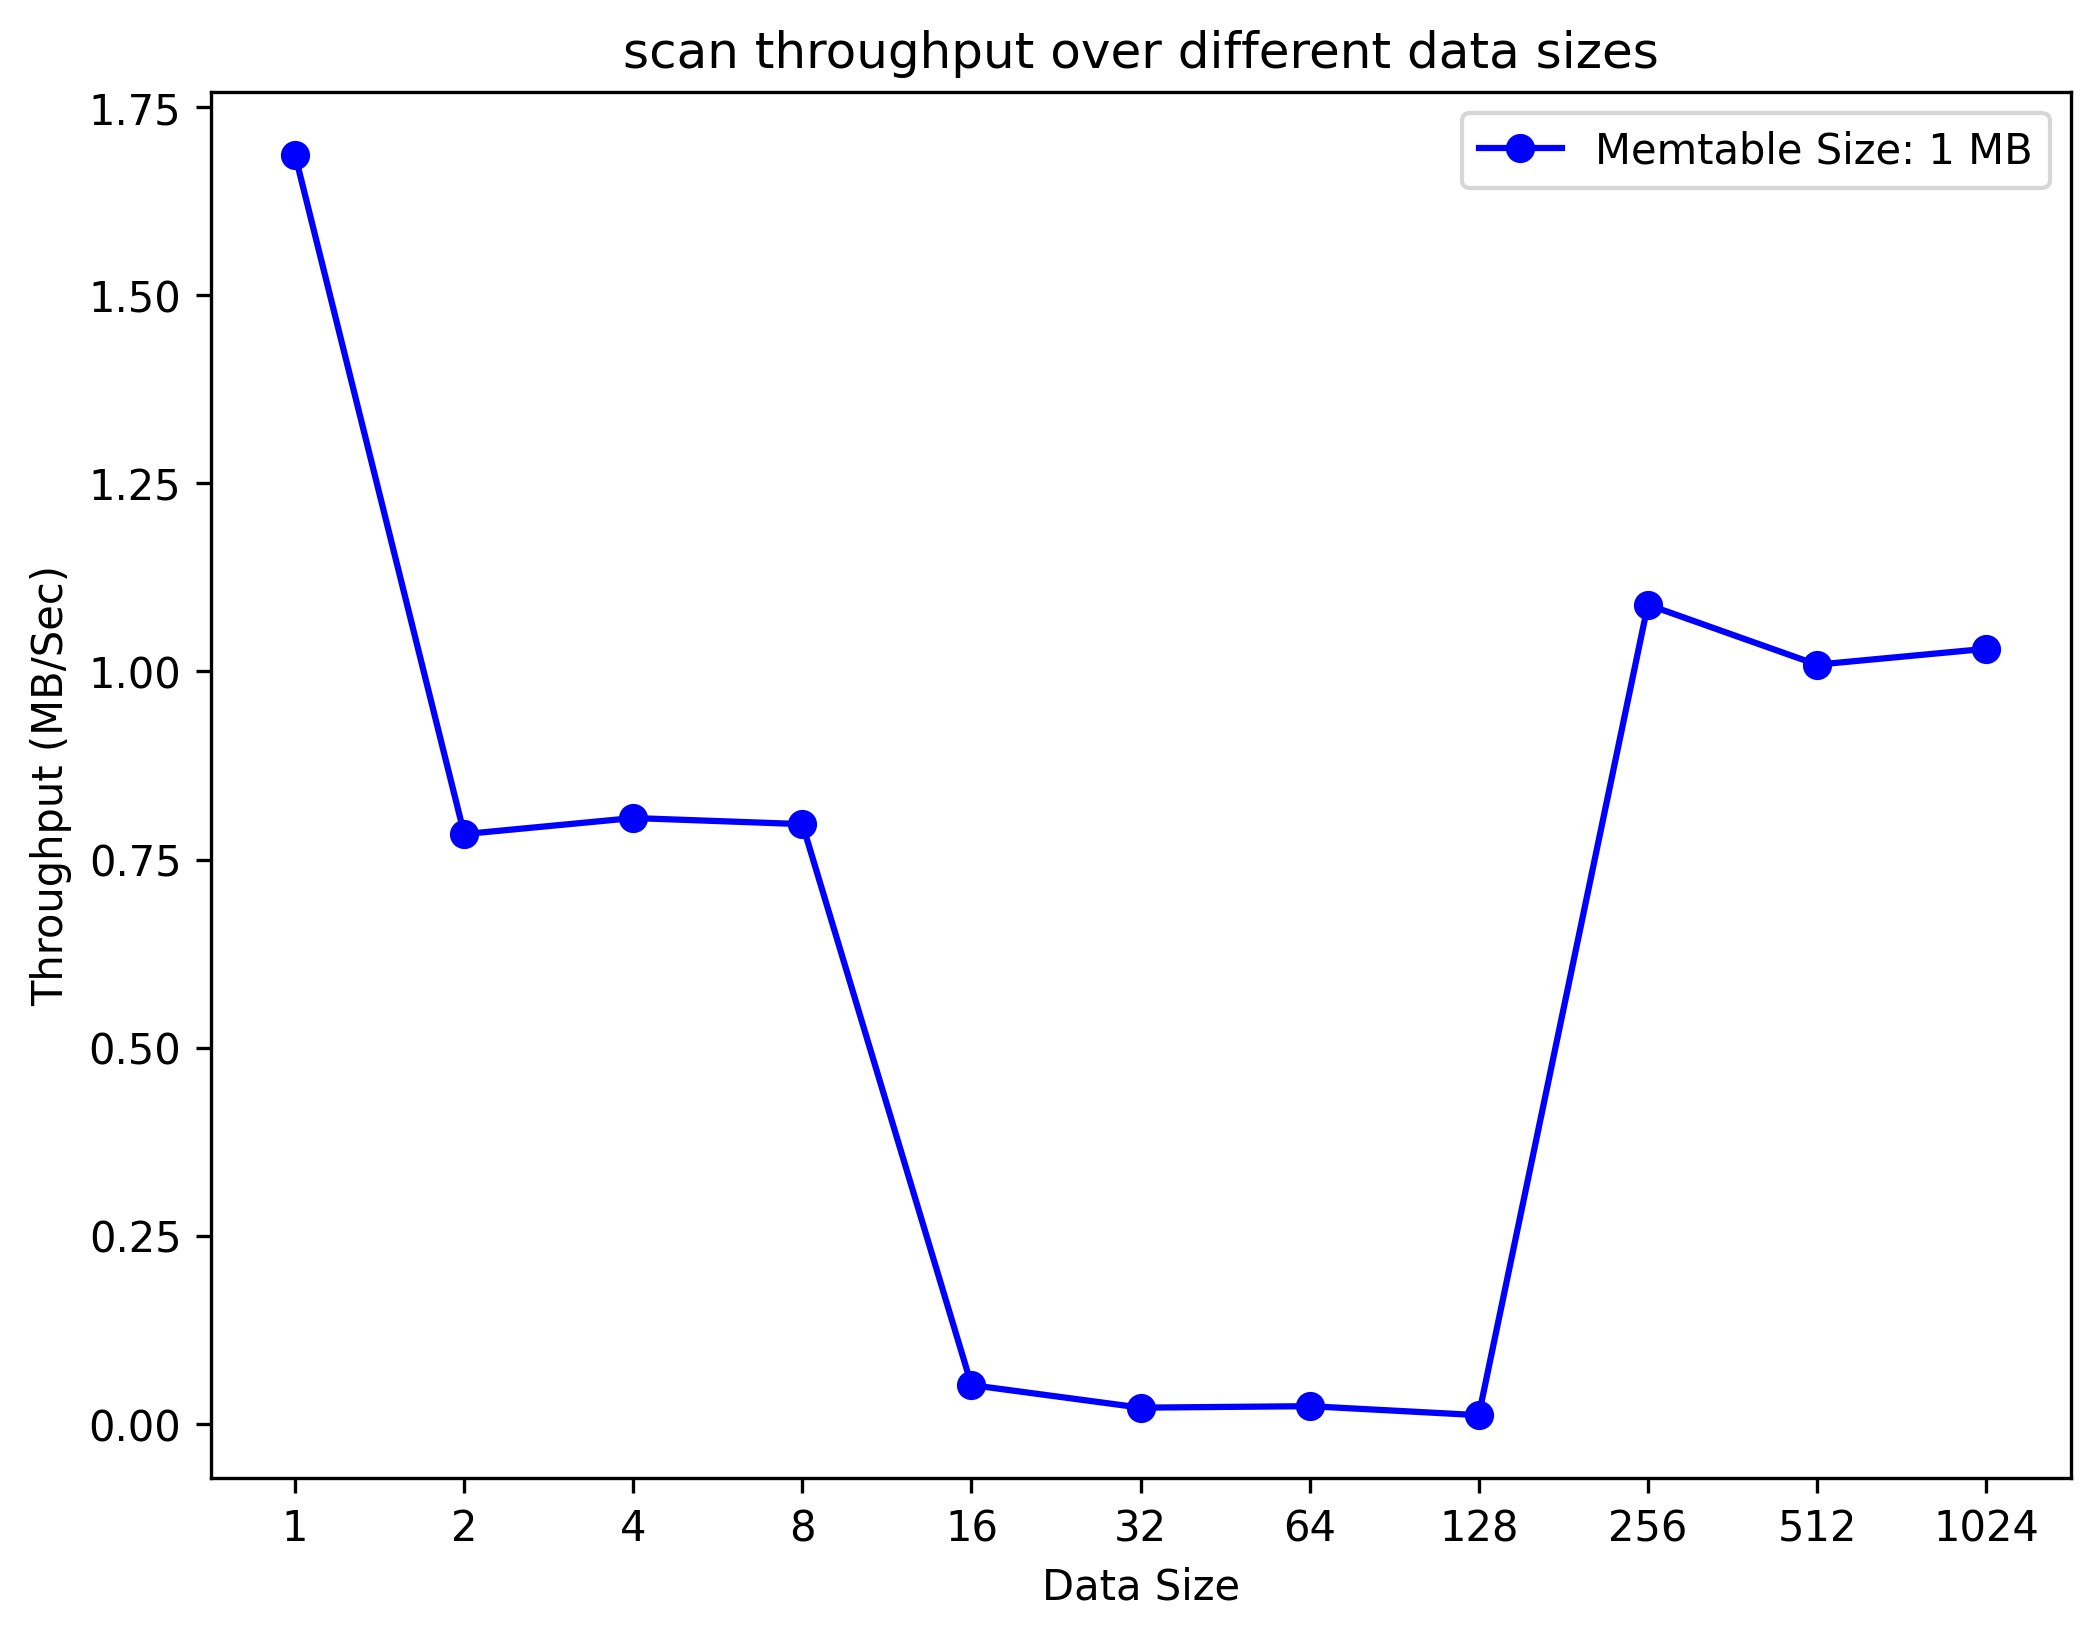 scan throughput over different data sizes
Memtable Size: 1 MB
Throughput (MB/Sec)
1.75
1.50
1.25
1.00
0.75
0.50
0.25
0.00
1 2 4 8 16 32 64 128 256 512 1024
Data Size